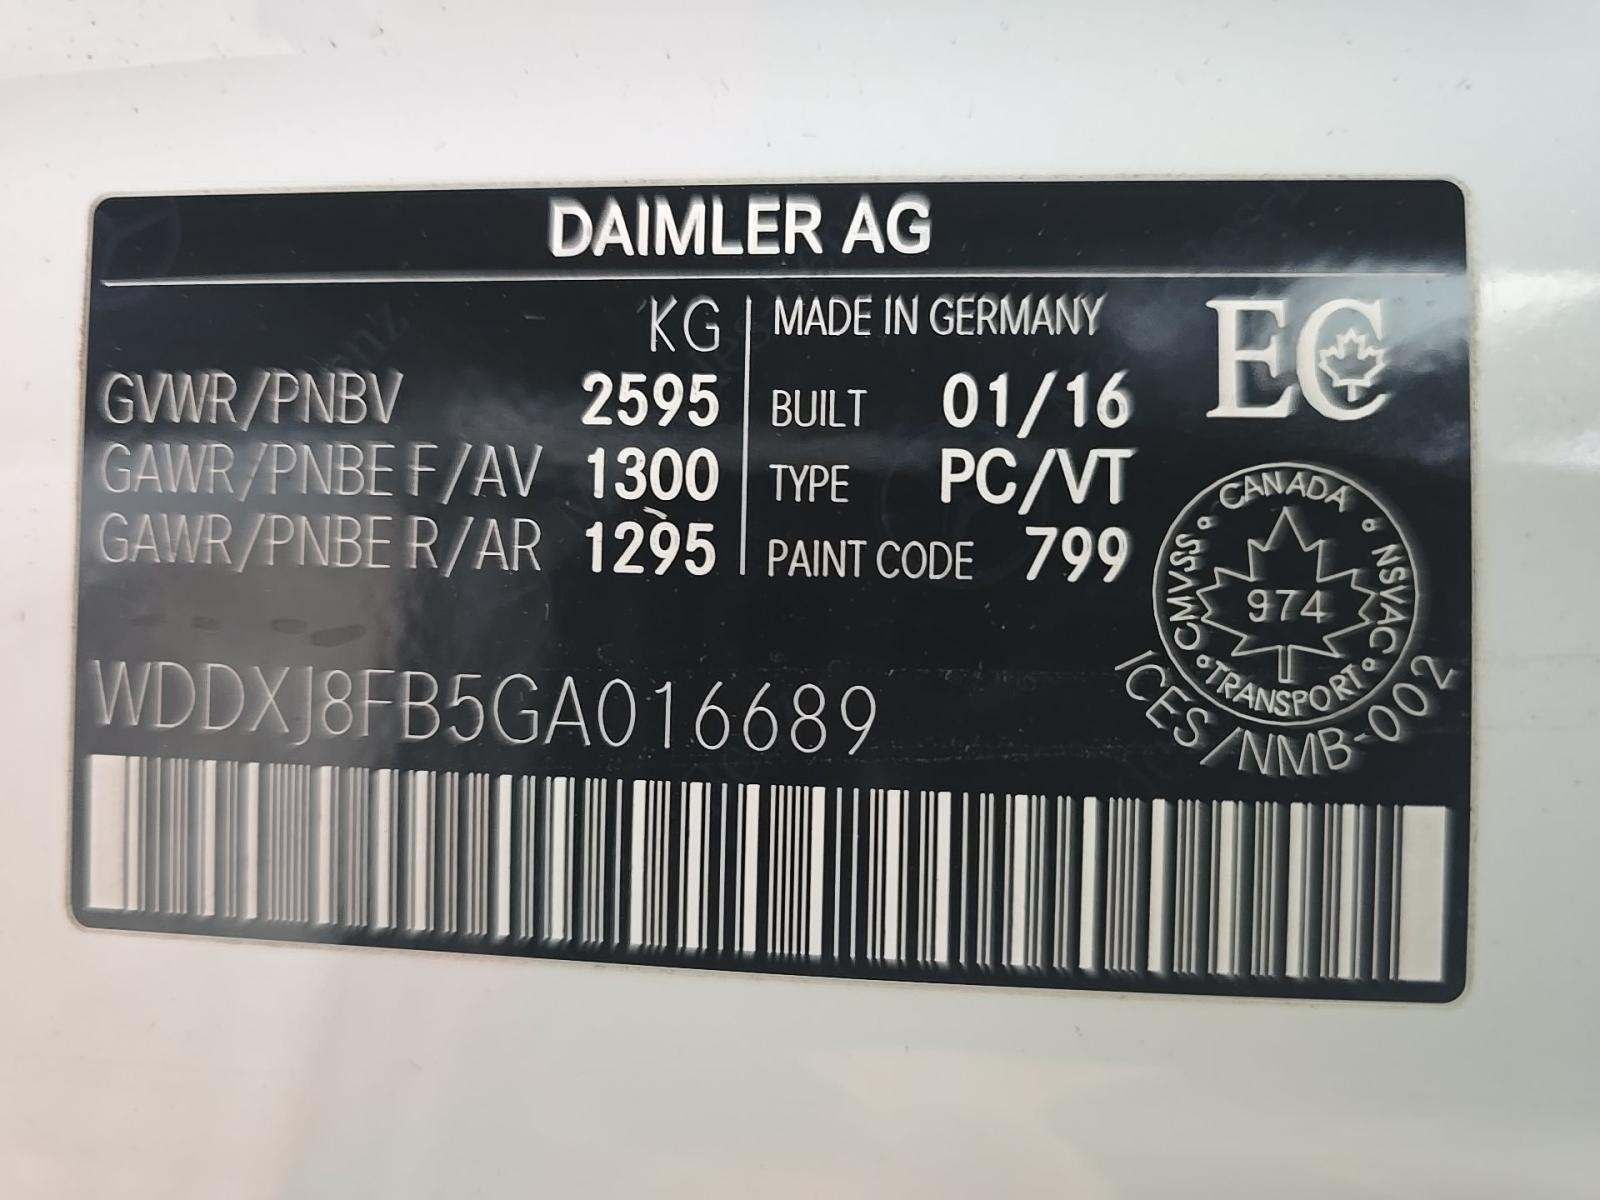 DAIMLER AG
KG
GVWR/PNBV 2595
GAWR/PNBE F/AV 1300
GAWR/PNBE R/AR 1295
MADE IN GERMANY
BUILT 01/16
TYPE PC/VT
PAINT CODE 799
EC
CANADA
CMVSS NSVAC
974
TRANSPORT
ICES/NMB-002
WDDXJ8FB5GA016689